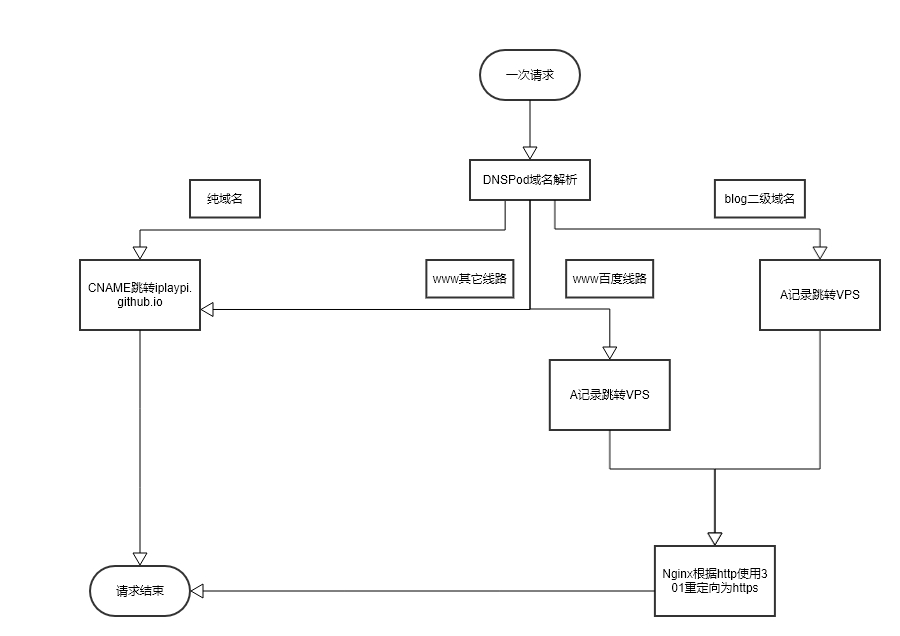 一次请求
DNSPod域名解析
纯域名
blog二级域名
www其它线路
www百度线路
CNAME跳转iplaypi.
github.io
A记录跳转VPS
A记录跳转VPS
Nginx根据http使用3
01重定向为https
请求结束